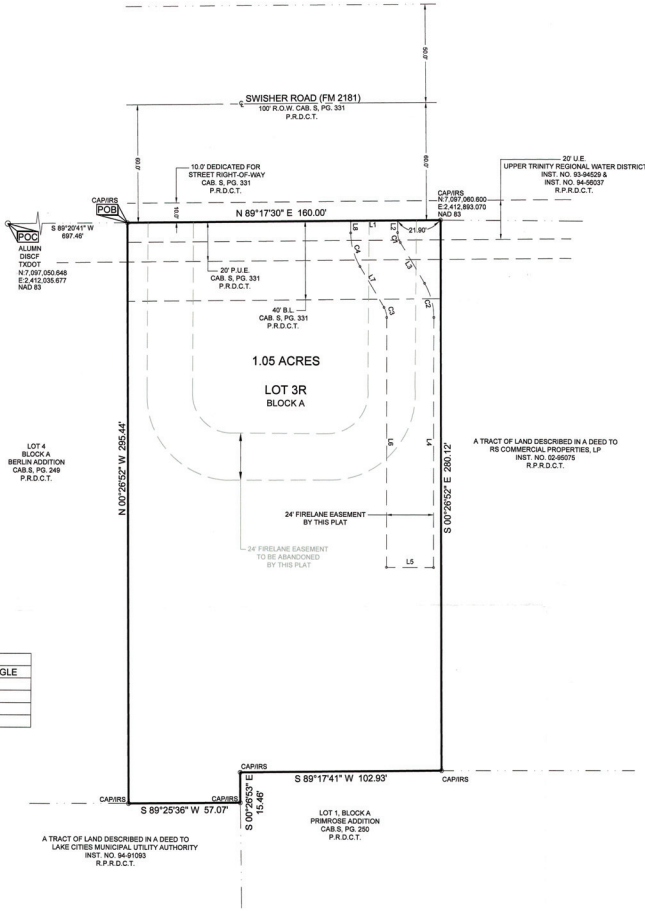 50.0'
SWISHER ROAD (FM 2181)
100' R.O.W. CAB. S, PG. 331
P.R.D.C.T.
60.0'
60.0'
10.0' DEDICATED FOR
STREET RIGHT-OF-WAY
CAB. S, PG. 331
P.R.D.C.T.
20' U.E.
UPPER TRINITY REGIONAL WATER DISTRICT
INST. NO. 93-94529 &
INST. NO. 94-56037
R.P.R.D.C.T.
CAP/IRS
N:7,097,060.600
E:2,412,893.070
NAD 83
CAP/IRS
POB
10.0'
N 89°17'30" E 160.00'
S 89°20'41" W
697.46'
POC
ALUMN
DISCF
TXDOT
N:7,097,050.648
E:2,412,035.677
NAD 83
L8
L1
L2
21.90'
C1
C4
L3
L7
C2
C3
20' P.U.E.
CAB. S, PG. 331
P.R.D.C.T.
40' B.L.
CAB. S, PG. 331
P.R.D.C.T.
1.05 ACRES
LOT 3R
BLOCK A
LOT 4
BLOCK A
BERLIN ADDITION
CAB.S, PG. 249
P.R.D.C.T.
N 00°26'52" W 295.44'
L6
L4
S 00°26'52" E 280.12'
A TRACT OF LAND DESCRIBED IN A DEED TO
RS COMMERCIAL PROPERTIES, LP
INST. NO. 02-95075
R.P.R.D.C.T.
24' FIRELANE EASEMENT
BY THIS PLAT
24' FIRELANE EASEMENT
TO BE ABANDONED
BY THIS PLAT
L5
GLE
CAP/IRS
S 89°17'41" W 102.93'
CAP/IRS
CAP/IRS
S 89°25'36" W 57.07'
CAP/IRS
S 00°26'53" E
15.46'
LOT 1, BLOCK A
PRIMROSE ADDITION
CAB.S, PG. 250
P.R.D.C.T.
A TRACT OF LAND DESCRIBED IN A DEED TO
LAKE CITIES MUNICIPAL UTILITY AUTHORITY
INST. NO. 94-91093
R.P.R.D.C.T.